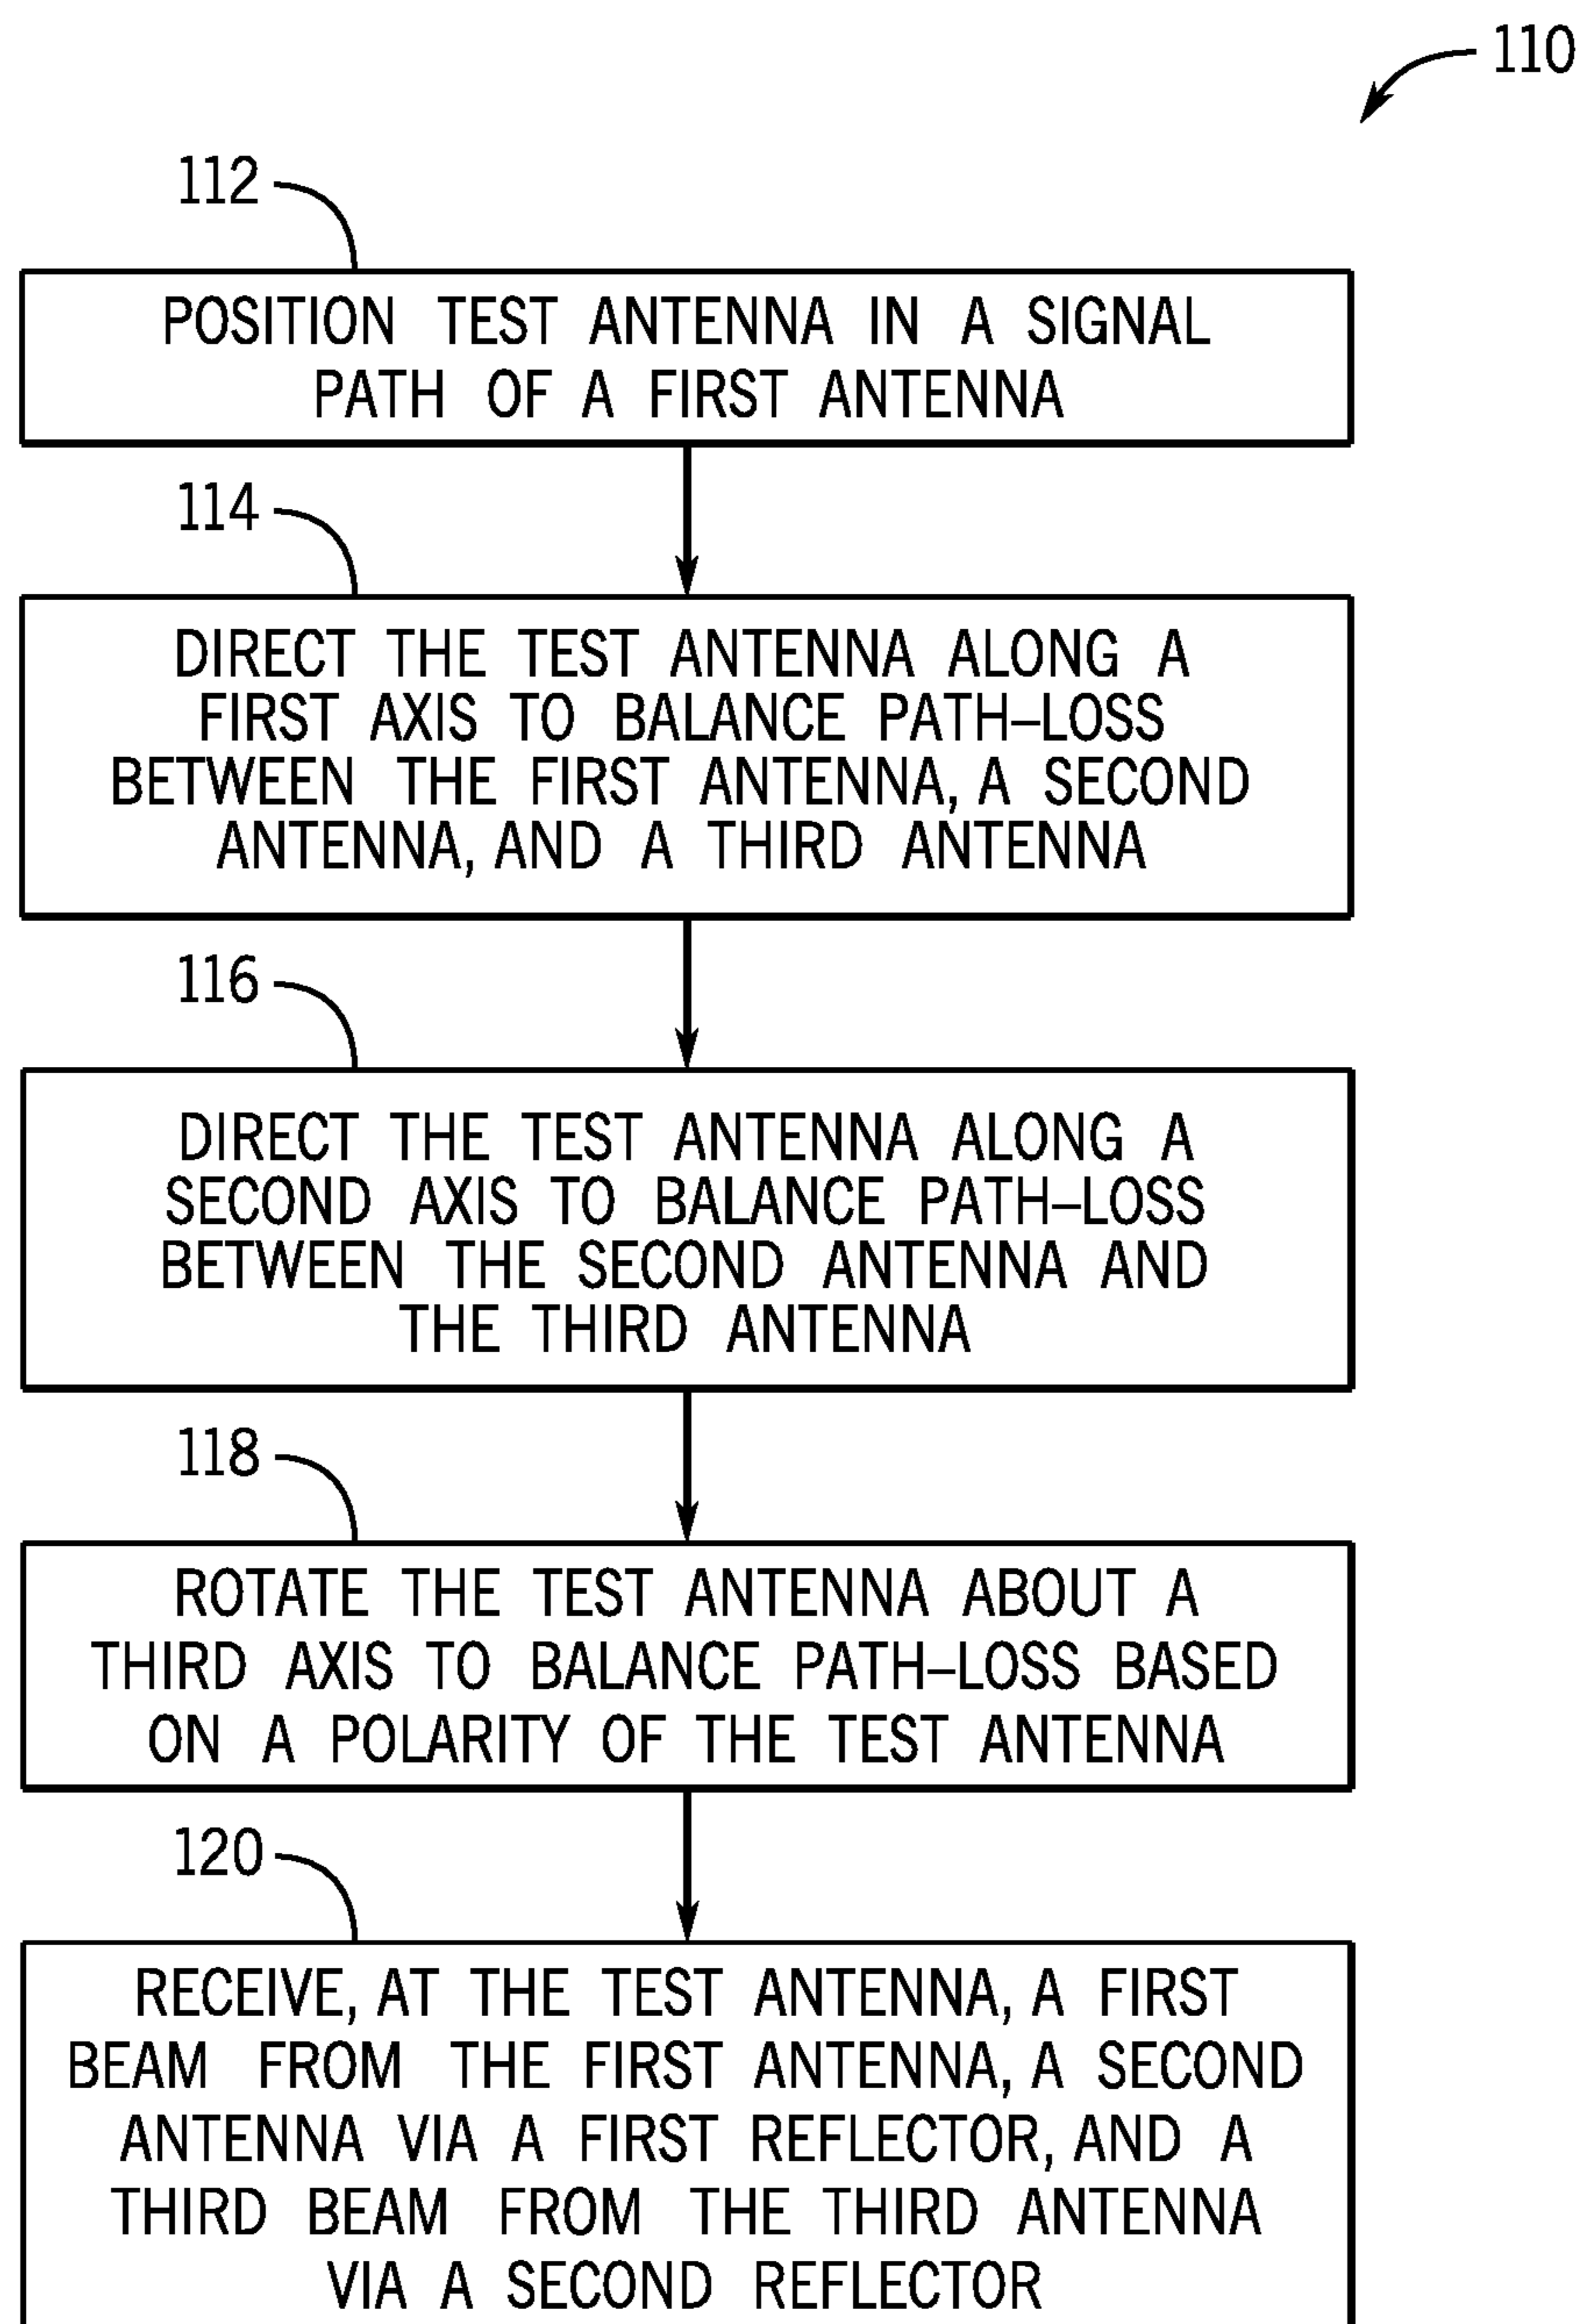 110
112
POSITION TEST ANTENNA IN A SIGNAL
PATH OF A FIRST ANTENNA
114
DIRECT THE TEST ANTENNA ALONG A
FIRST AXIS TO BALANCE PATH–LOSS
BETWEEN THE FIRST ANTENNA, A SECOND
ANTENNA, AND A THIRD ANTENNA
116
DIRECT THE TEST ANTENNA ALONG A
SECOND AXIS TO BALANCE PATH–LOSS
BETWEEN THE SECOND ANTENNA AND
THE THIRD ANTENNA
118
ROTATE THE TEST ANTENNA ABOUT A
THIRD AXIS TO BALANCE PATH–LOSS BASED
ON A POLARITY OF THE TEST ANTENNA
120
RECEIVE, AT THE TEST ANTENNA, A FIRST
BEAM FROM THE FIRST ANTENNA, A SECOND
ANTENNA VIA A FIRST REFLECTOR, AND A
THIRD BEAM FROM THE THIRD ANTENNA
VIA A SECOND REFLECTOR